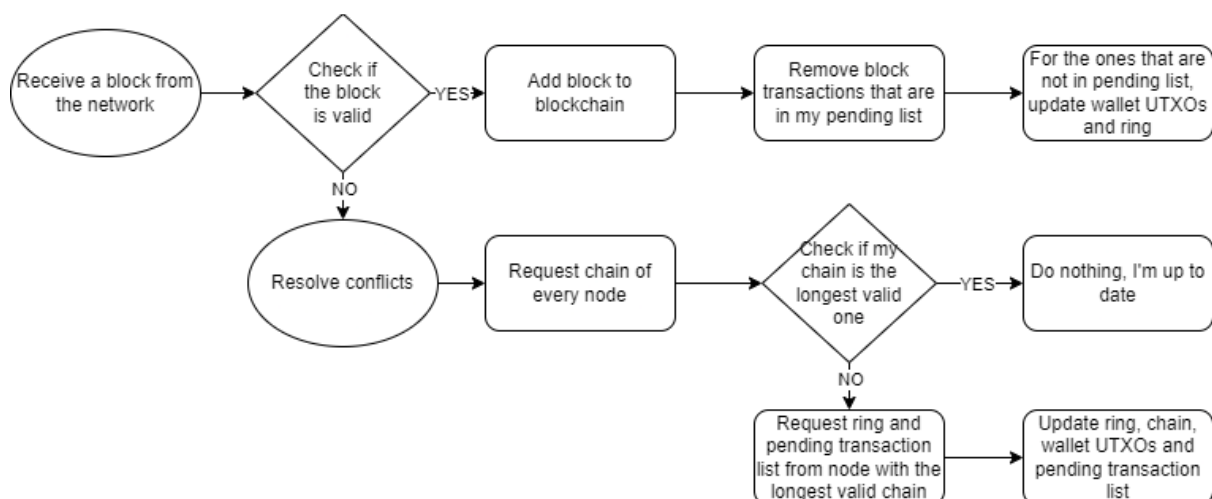 Receive a block from
the network
Check if
the block
is valid
YES
Add block to
blockchain
Remove block
transactions that are
in my pending list
For the ones that are
not in pending list,
update wallet UTXOs
and ring
NO
Resolve conflicts
Request chain of
every node
Check if my
chain is the
longest valid
one
YES
Do nothing, I'm up to
date
NO
Request ring and
pending transaction
list from node with the
longest valid chain
Update ring, chain,
wallet UTXOs and
pending transaction
list